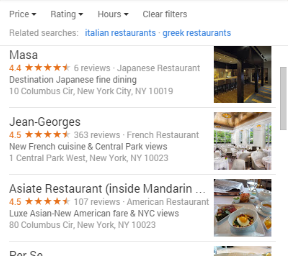 Price Rating Hours Clear filters
Related searches: italian restaurants · greek restaurants
Masa
4.4 6 reviews · Japanese Restaurant
Destination Japanese fine dining
10 Columbus Cir, New York City, NY 10019
Jean-Georges
4.5 363 reviews · French Restaurant
New French cuisine & Central Park views
1 Central Park West, New York, NY 10023
Asiate Restaurant (inside Mandarin ...
4.5 107 reviews · American Restaurant
Luxe Asian-New American fare & NYC views
80 Columbus Cir, New York, NY 10023
Per Se